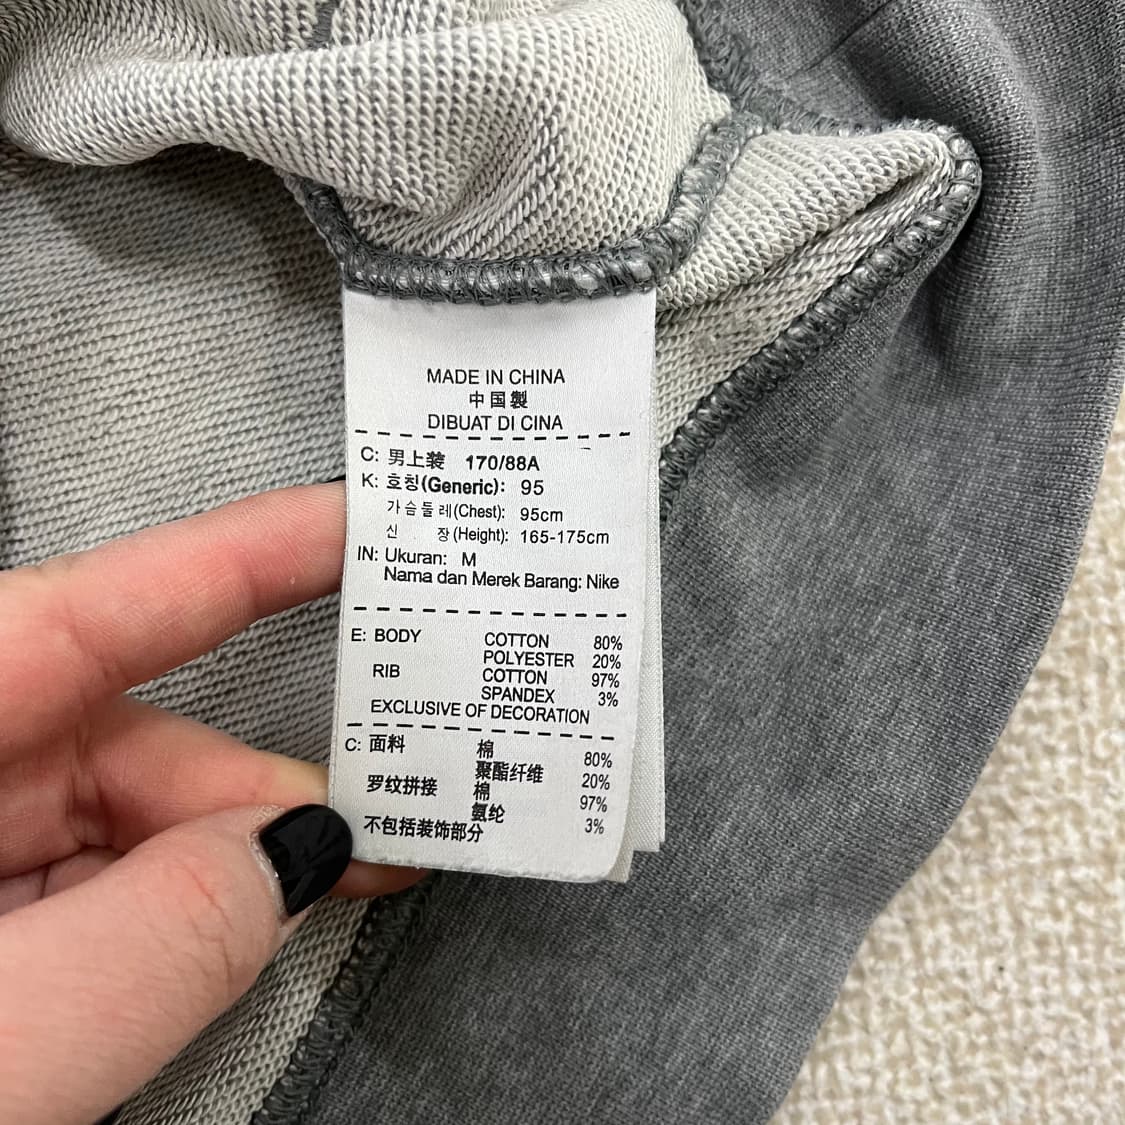 MADE IN CHINA
中国製
DIBUAT DI CINA
C: 男上装 170/88A
K: 호칭(Generic): 95
가슴둘레(Chest): 95cm
신 장(Height): 165-175cm
IN: Ukuran: M
Nama dan Merek Barang: Nike
E: BODY COTTON 80%
POLYESTER 20%
RIB COTTON 97%
SPANDEX 3%
EXCLUSIVE OF DECORATION
C: 面料 棉 80%
聚酯纤维 20%
罗纹拼接 棉 97%
氨纶 3%
不包括装饰部分